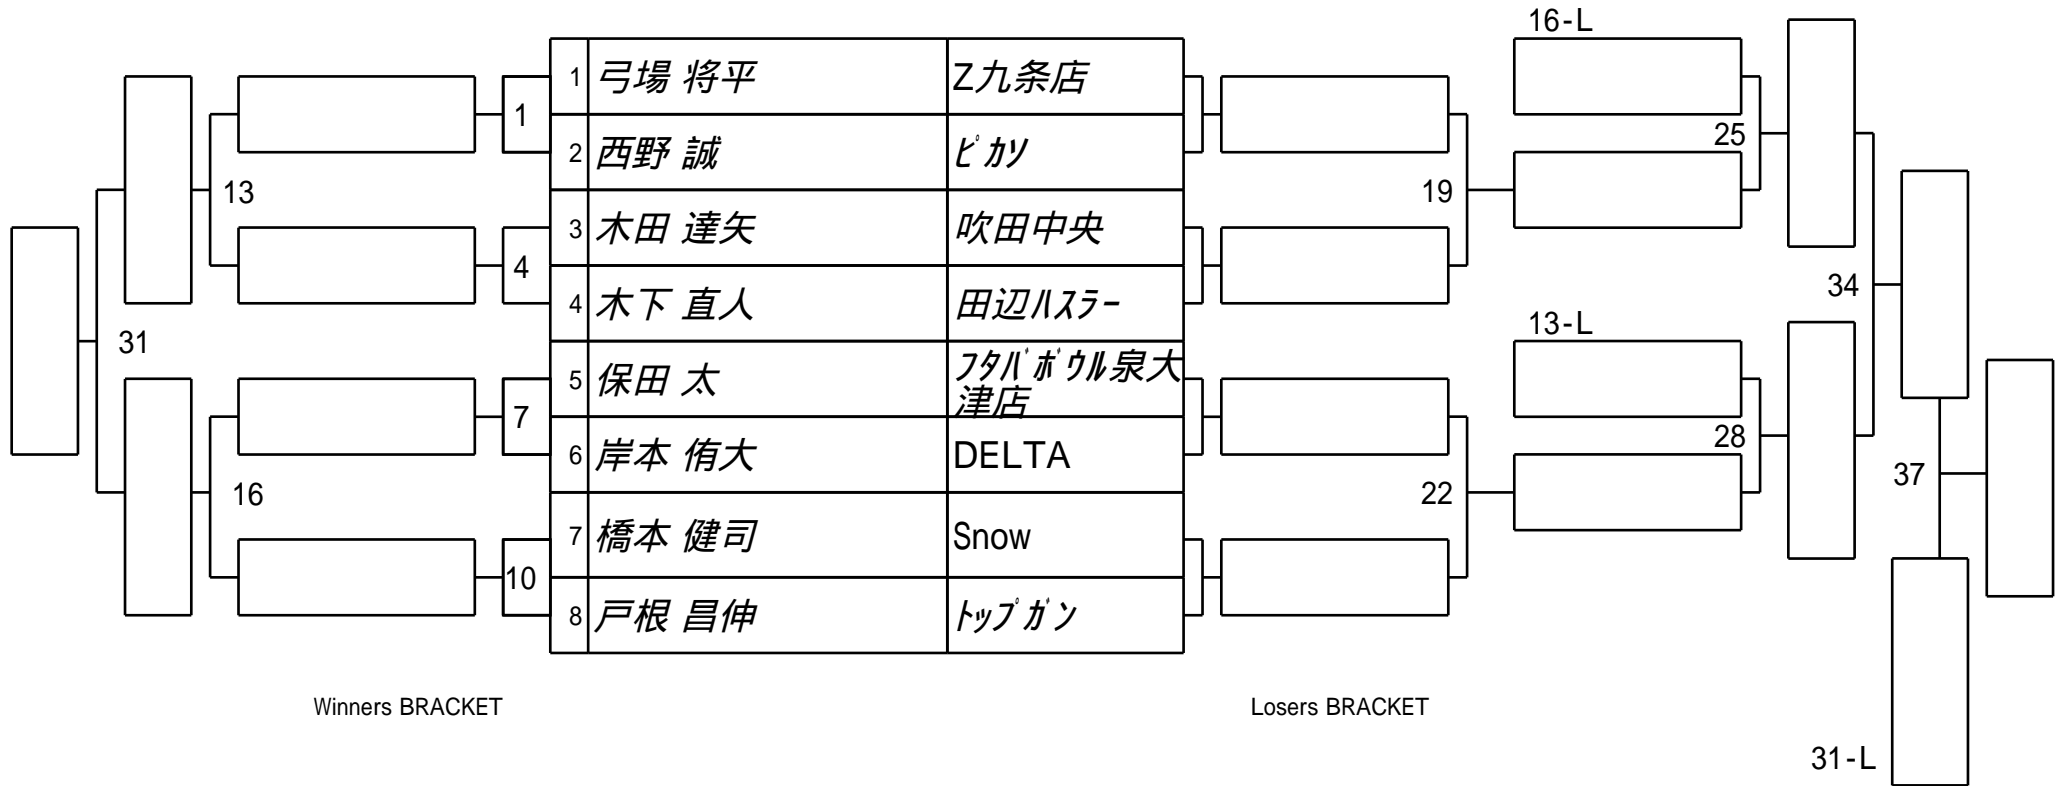 16-L
1 弓場 将平 Z九条店
1
25
2 西野 誠 ﾋﾟｶｿ
13
19
3 木田 達矢 吹田中央
4
4 木下 直人 田辺ﾊｽﾗｰ
34
31
13-L
5 保田 太 ﾌﾀﾊﾞﾎﾞｳﾙ泉大
津店
7
28
6 岸本 侑大 DELTA
37
16
22
7 橋本 健司 Snow
10
8 戸根 昌伸 ﾄｯﾌﾟｶﾞﾝ
Winners BRACKET
Losers BRACKET
31-L